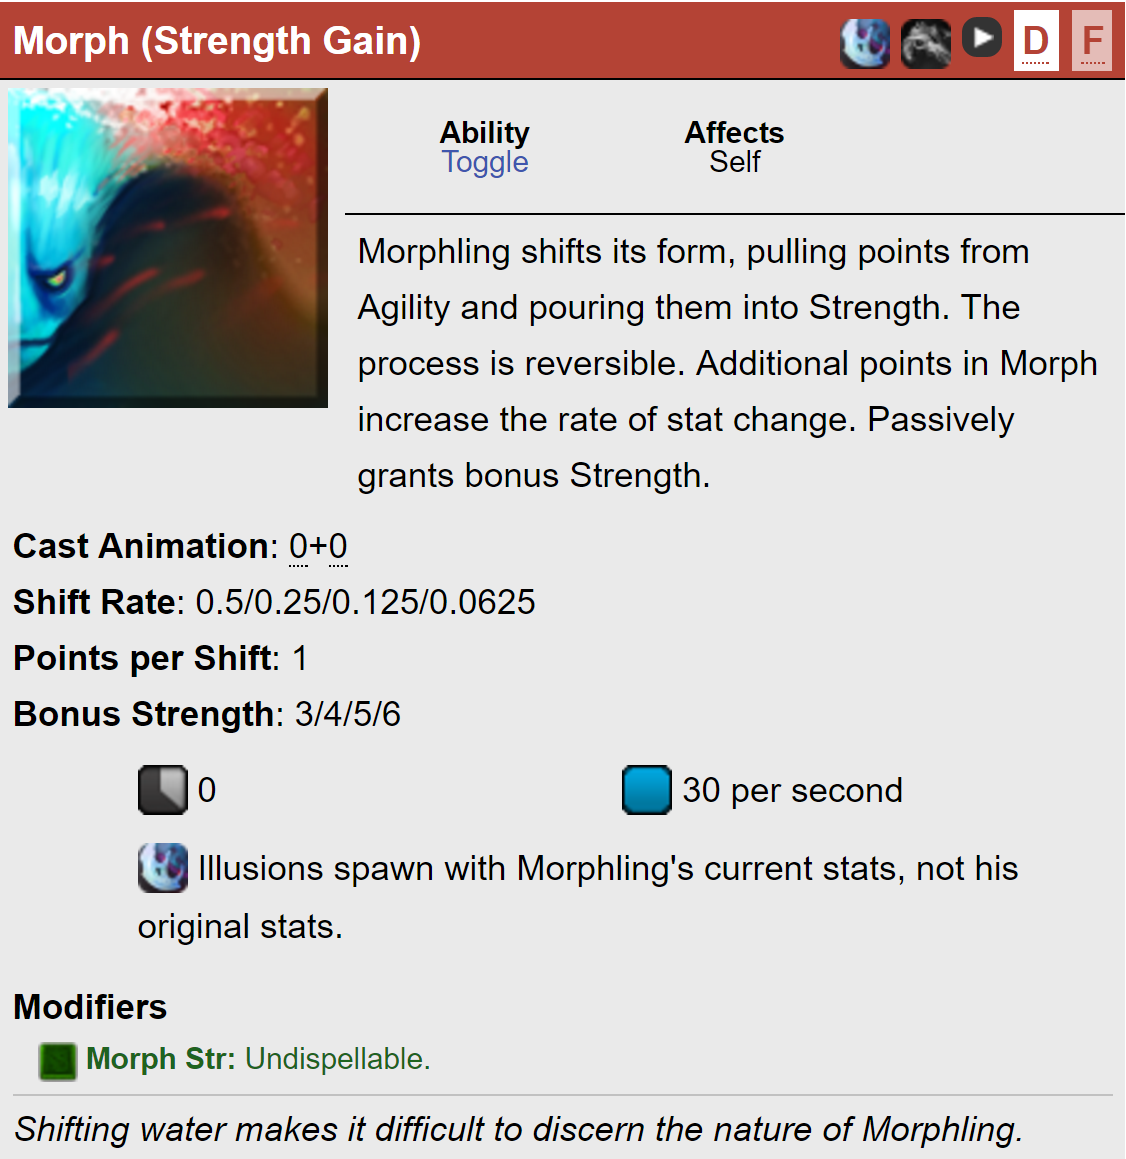 Morph (Strength Gain)
D
F
Ability
Toggle
Affects
Self
Morphling shifts its form, pulling points from
Agility and pouring them into Strength. The
process is reversible. Additional points in Morph
increase the rate of stat change. Passively
grants bonus Strength.
Cast Animation: 0+0
Shift Rate: 0.5/0.25/0.125/0.0625
Points per Shift: 1
Bonus Strength: 3/4/5/6
0
30 per second
Illusions spawn with Morphling's current stats, not his
original stats.
Modifiers
Morph Str: Undispellable.
Shifting water makes it difficult to discern the nature of Morphling.